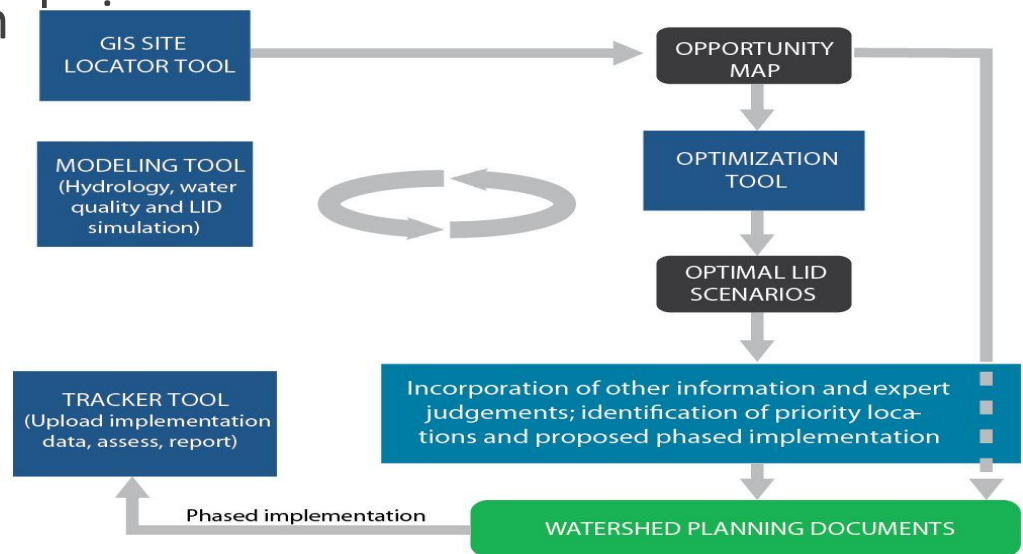 GIS SITE
LOCATOR TOOL
OPPORTUNITY
MAP
MODELING TOOL
(Hydrology, water
quality and LID
simulation)
OPTIMIZATION
TOOL
OPTIMAL LID
SCENARIOS
TRACKER TOOL
(Upload implementation
data, assess, report)
Incorporation of other information and expert
judgements; identification of priority loca-
tions and proposed phased implementation
Phased implementation
WATERSHED PLANNING DOCUMENTS